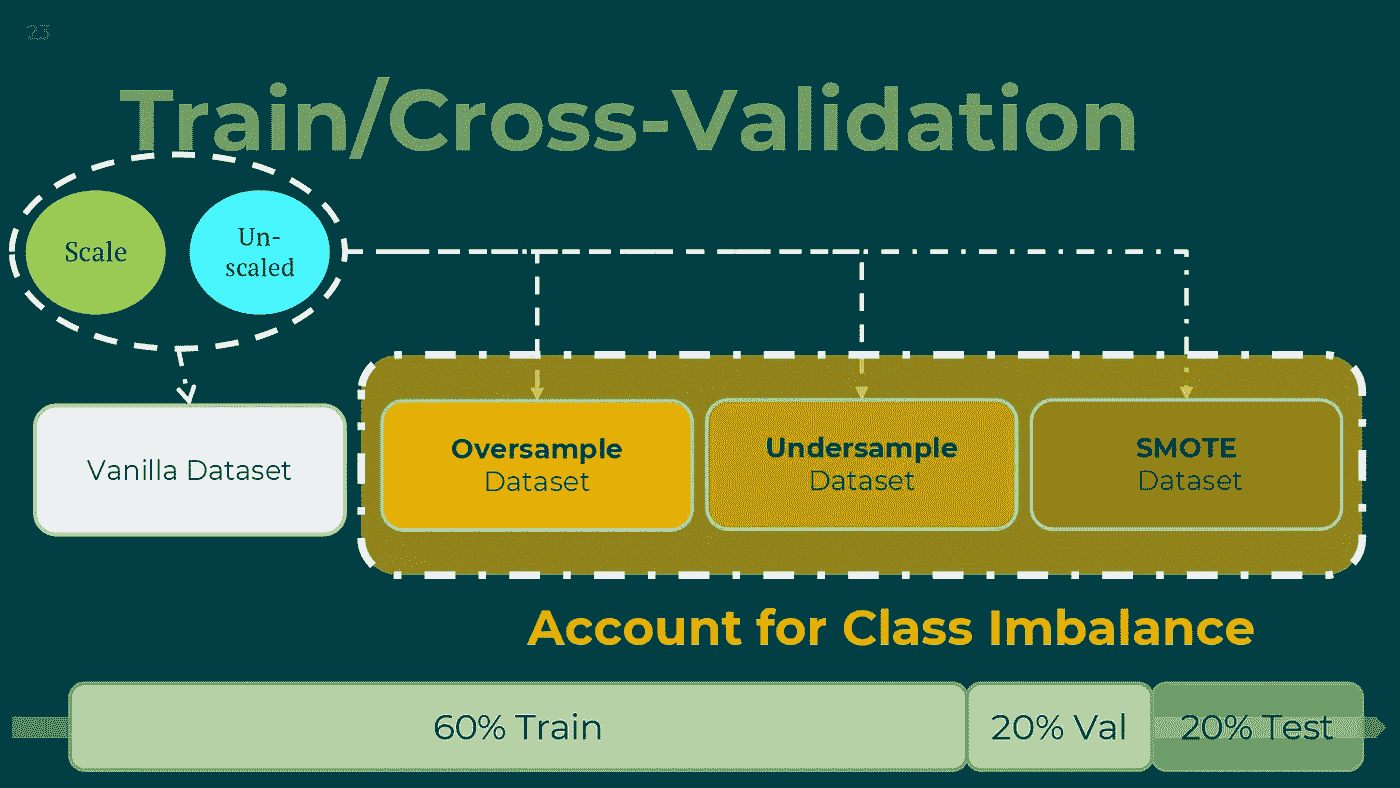 23
Train/Cross-Validation
Scale
Un-
scaled
Vanilla Dataset
Oversample
Dataset
Undersample
Dataset
SMOTE
Dataset
Account for Class Imbalance
60% Train
20% Val
20% Test